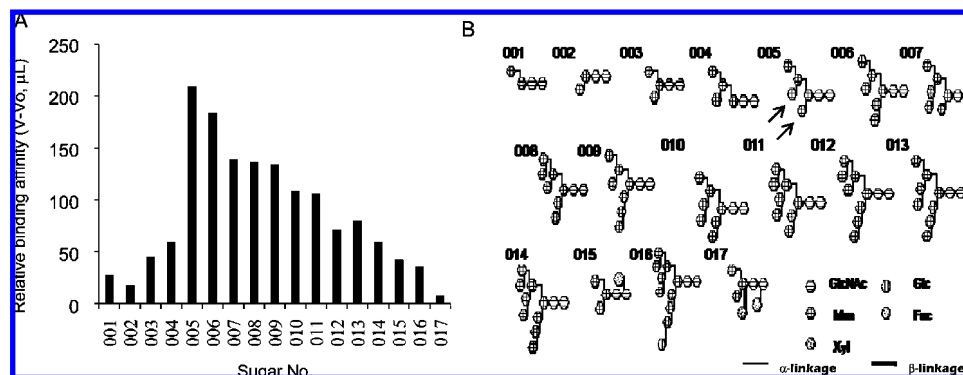 A
B
Relative binding affinity (V-Vo, μL)
250
200
150
100
50
0
001 002 003 004 005 006 007 008 009 010 011 012 013 014 015 016 017
Sugar No.
001 002 003 004 005 006 007
008 009 010 011 012 013
014 015 016 017
GlcNAc Glc
Man Fuc
Xyl
α-linkage β-linkage